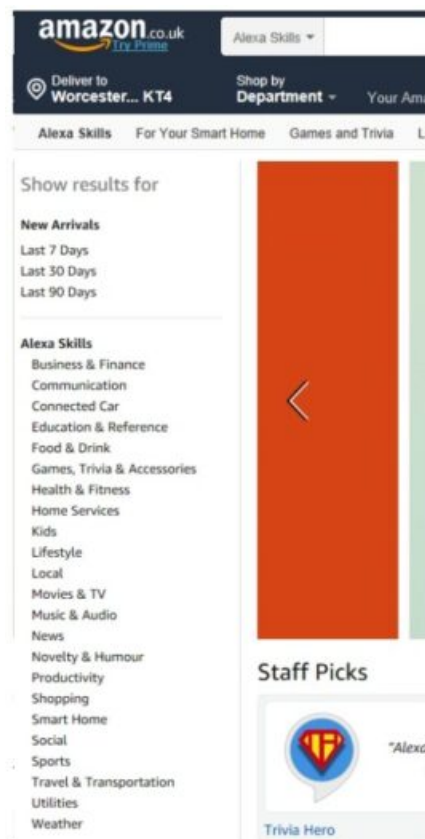 amazon.co.uk
Try Prime
Alexa Skills
Deliver to
Worcester... KT4
Shop by
Department
Your Ama
Alexa Skills For Your Smart Home Games and Trivia L
Show results for
New Arrivals
Last 7 Days
Last 30 Days
Last 90 Days
Alexa Skills
Business & Finance
Communication
Connected Car
Education & Reference
Food & Drink
Games, Trivia & Accessories
Health & Fitness
Home Services
Kids
Lifestyle
Local
Movies & TV
Music & Audio
News
Novelty & Humour
Productivity
Shopping
Smart Home
Social
Sports
Travel & Transportation
Utilities
Weather
Staff Picks
"Alexa
Trivia Hero